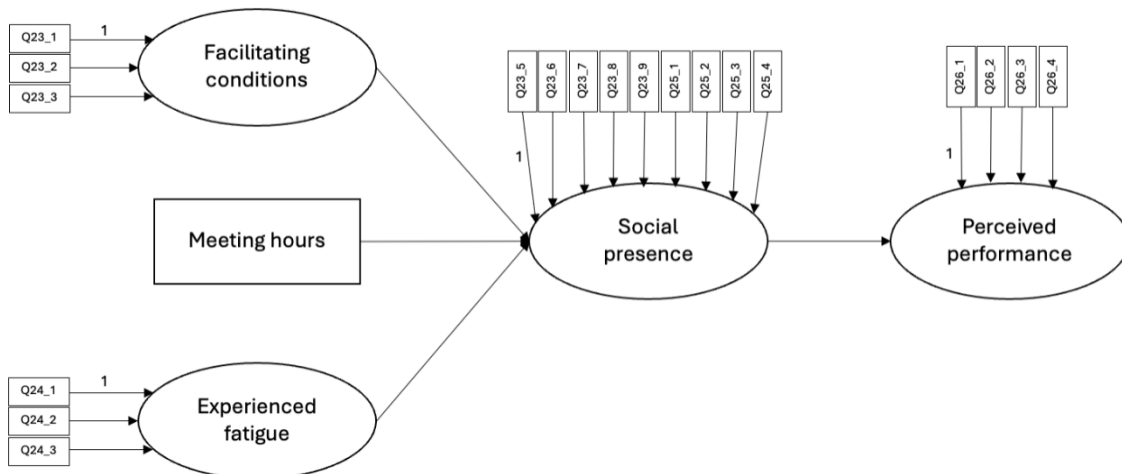 Q23_1
1
Q23_2
Q23_3
Facilitating
conditions
Meeting hours
Q24_1
1
Q24_2
Q24_3
Experienced
fatigue
Q23_5
Q23_6
Q23_7
Q23_8
Q23_9
Q25_1
Q25_2
Q25_3
Q25_4
1
Social
presence
Q26_1
Q26_2
Q26_3
Q26_4
1
Perceived
performance